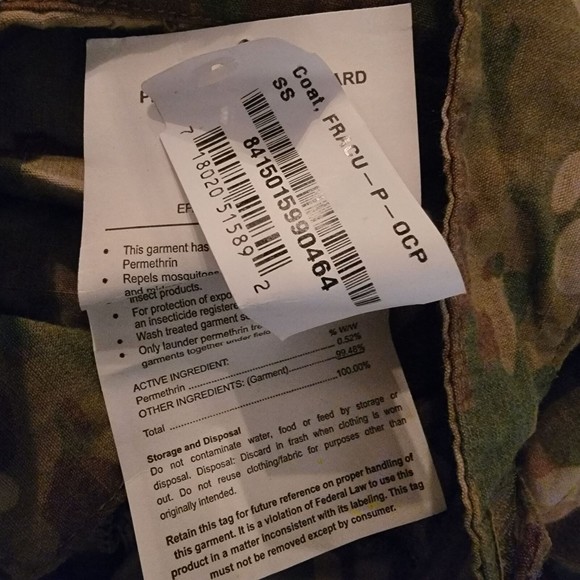 Coat, FRACU-P-OCP
SS
8415015990464
7 18020 51589 2
ARD
EP
• This garment has
Permethrin
• Repels mosquitoes
and
insect products.
• For protection of expo
an insecticide registere
• Wash treated garment se
• Only launder permethrin tre
garments together under
ACTIVE INGREDIENT: % W/W
Permethrin 0.52%
OTHER INGREDIENTS: (Garment) 99.48%
Total 100.00%
Storage and Disposal
Do not contaminate water, food or feed by storage or
disposal. Disposal: Discard in trash when clothing is worn
out. Do not reuse clothing/fabric for purposes other than
originally intended.
Retain this tag for future reference on proper handling of
this garment. It is a violation of Federal Law to use this
product in a matter inconsistent with its labeling. This tag
must not be removed except by consumer.